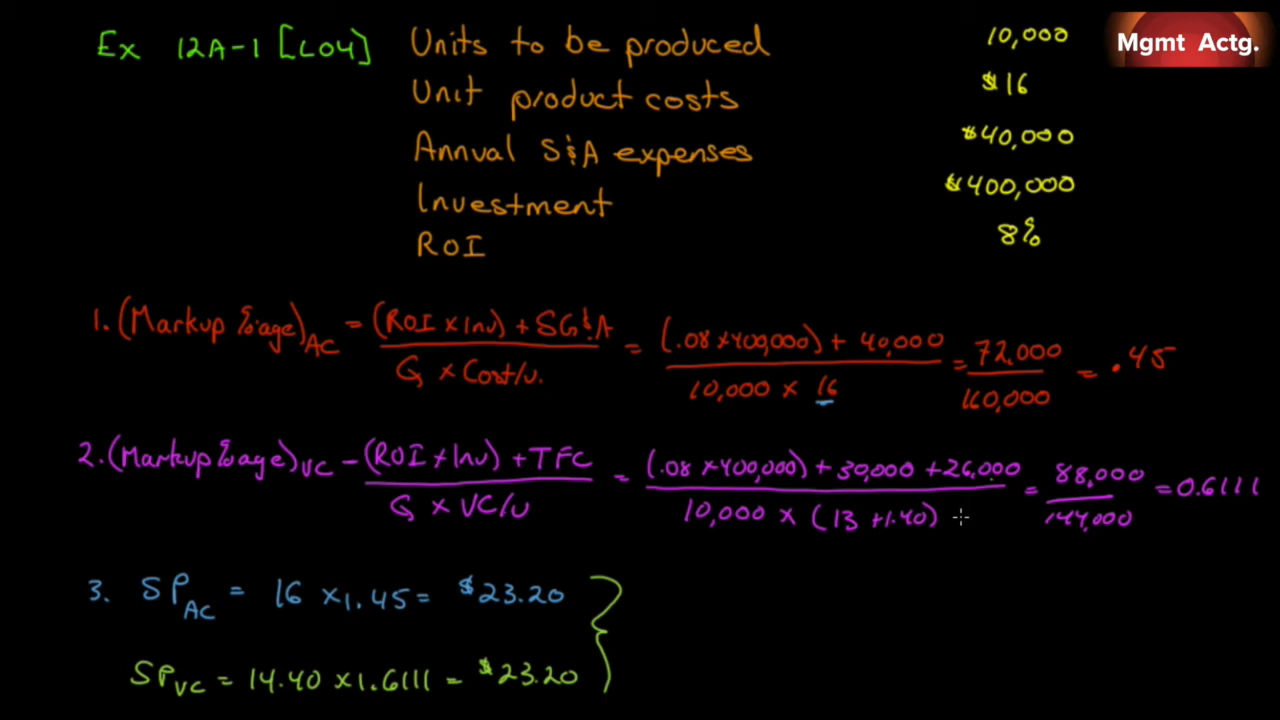 Mgmt Actg.
Ex 12A-1 [LO4] Units to be produced 10,000
Unit product costs $16
Annual S&A expenses $40,000
Investment $400,000
ROI 8%
1. (Markup %age)AC = (ROI x Inv) + SG&A / Q x Cost/u. = (.08 x 400,000) + 40,000 / 10,000 x 16 = 72,000 / 160,000 = .45
2. (Markup %age)VC = (ROI x Inv) + TFC / Q x VC/u = (.08 x 400,000) + 30,000 + 26,000 / 10,000 x (13 + 1.40) = 88,000 / 144,000 = 0.6111
3. SPAC = 16 x 1.45 = $23.20
SPVC = 14.40 x 1.6111 = $23.20